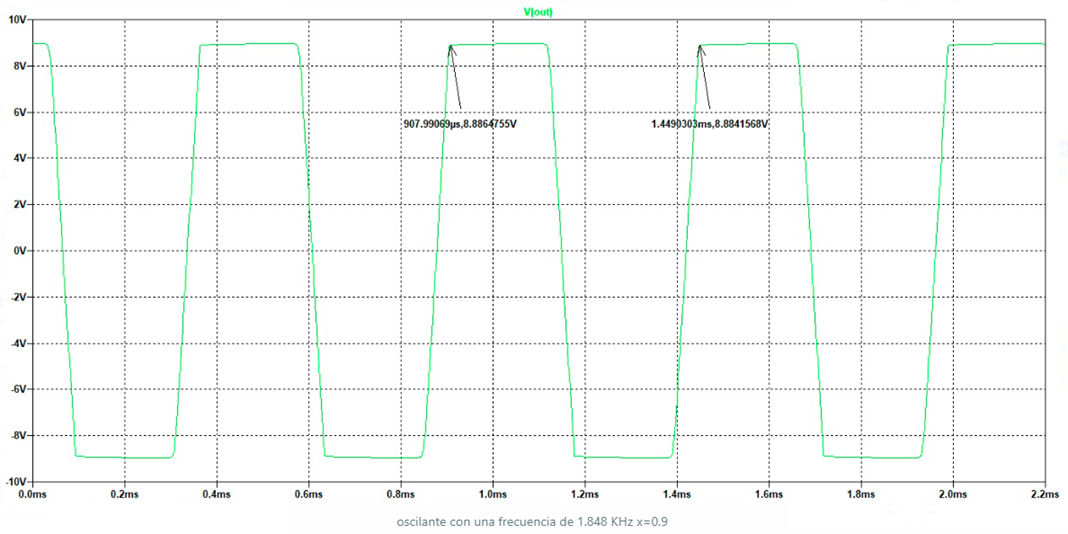 V(out)
10V
8V
6V
907.99069µs,8.8864755V
1.4490303ms,8.8841568V
4V
2V
0V
-2V
-4V
-6V
-8V
-10V
0.0ms 0.2ms 0.4ms 0.6ms 0.8ms 1.0ms 1.2ms 1.4ms 1.6ms 1.8ms 2.0ms 2.2ms
oscilante con una frecuencia de 1.848 KHz x=0.9